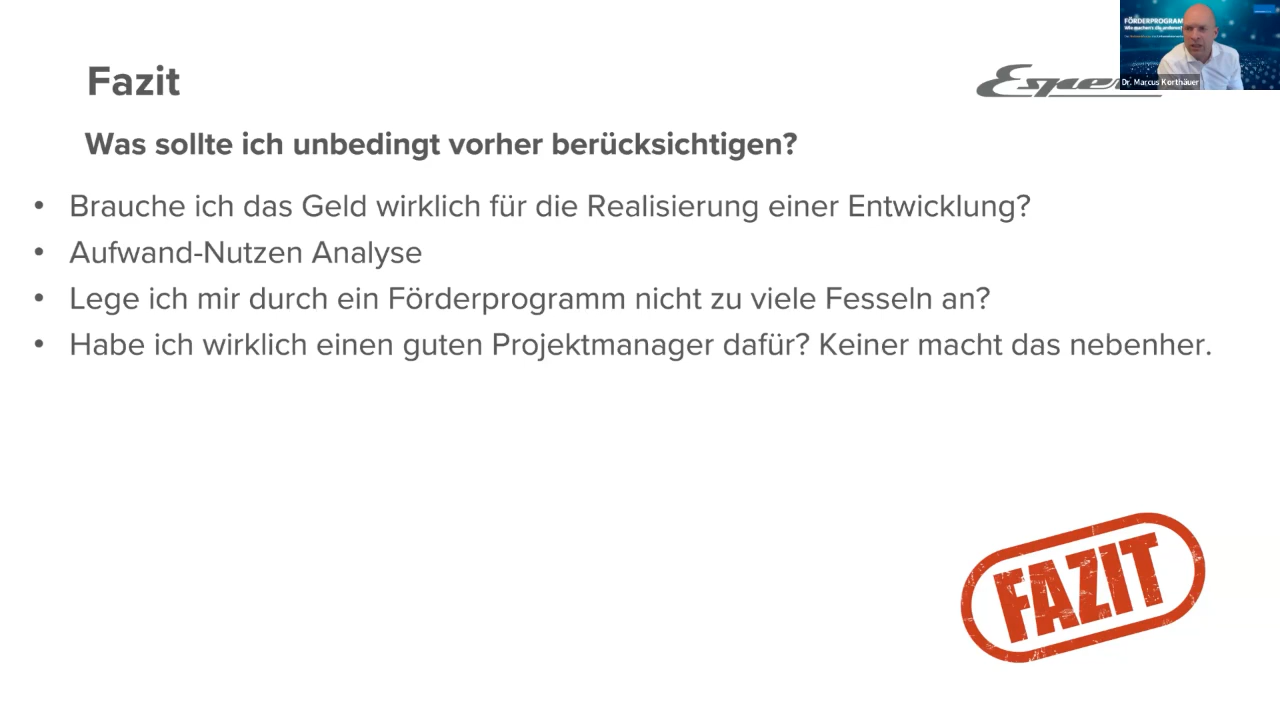 Fazit
Was sollte ich unbedingt vorher berücksichtigen?
• Brauche ich das Geld wirklich für die Realisierung einer Entwicklung?
• Aufwand-Nutzen Analyse
• Lege ich mir durch ein Förderprogramm nicht zu viele Fesseln an?
• Habe ich wirklich einen guten Projektmanager dafür? Keiner macht das nebenher.
FÖRDERPROGRAM
Dr. Marcus Korthäuer
FAZIT